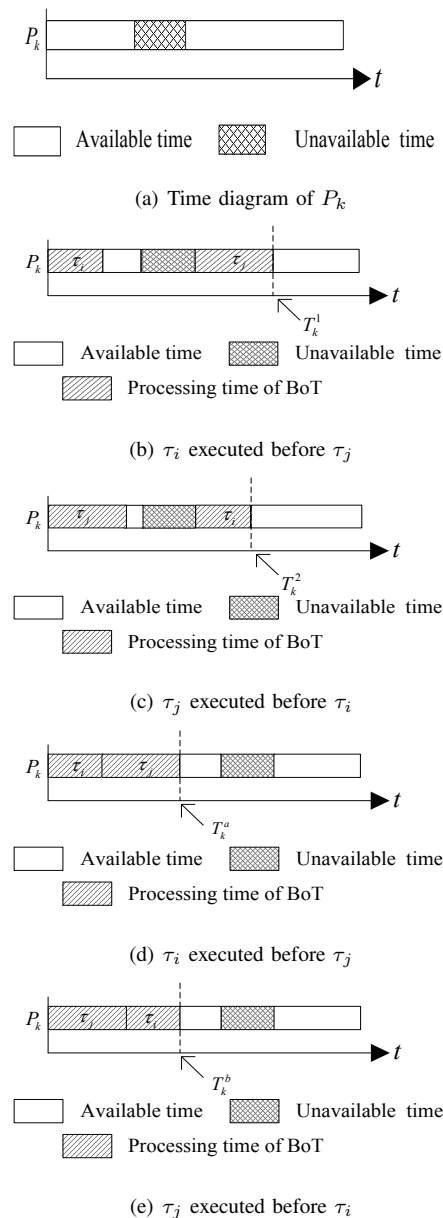 P_k
t
Available time Unavailable time
(a) Time diagram of P_k
P_k τ_i τ_j
t
T_k^1
Available time Unavailable time
Processing time of BoT
(b) τ_i executed before τ_j
P_k τ_j τ_i
t
T_k^2
Available time Unavailable time
Processing time of BoT
(c) τ_j executed before τ_i
P_k τ_i τ_j
t
T_k^a
Available time Unavailable time
Processing time of BoT
(d) τ_i executed before τ_j
P_k τ_j τ_i
t
T_k^b
Available time Unavailable time
Processing time of BoT
(e) τ_j executed before τ_i